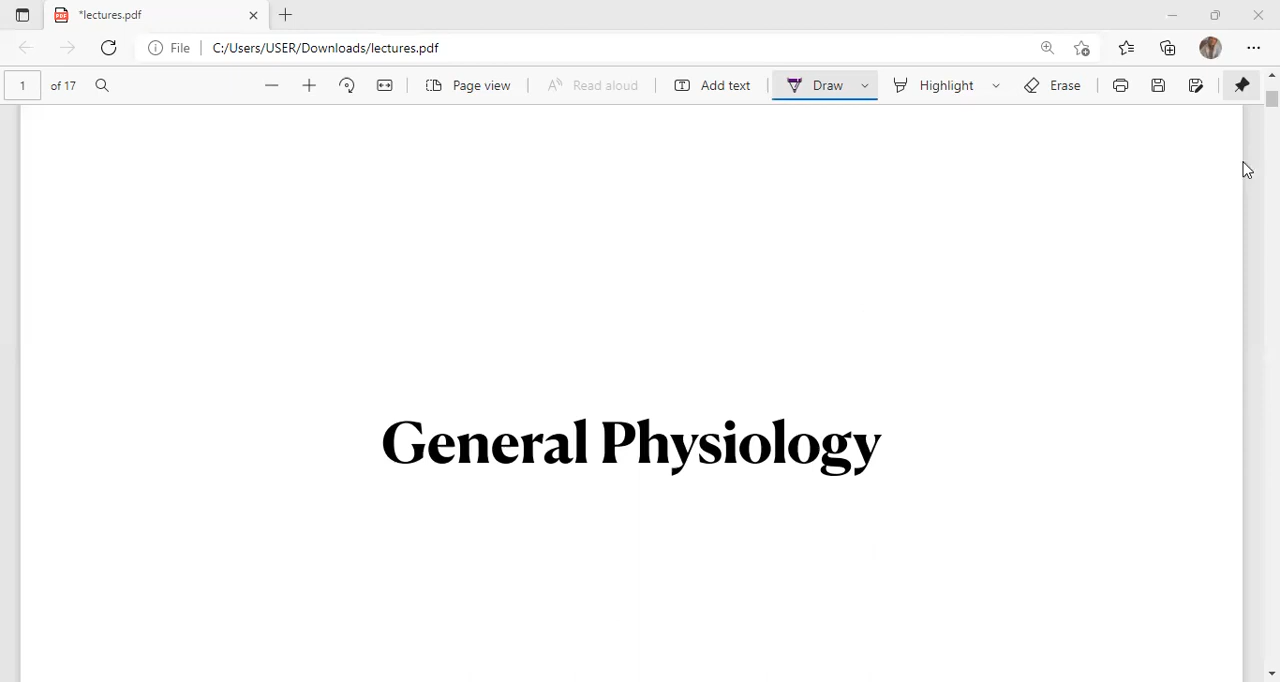 *lectures.pdf
File C:/Users/USER/Downloads/lectures.pdf
1 of 17 Page view Read aloud Add text Draw Highlight Erase
General Physiology